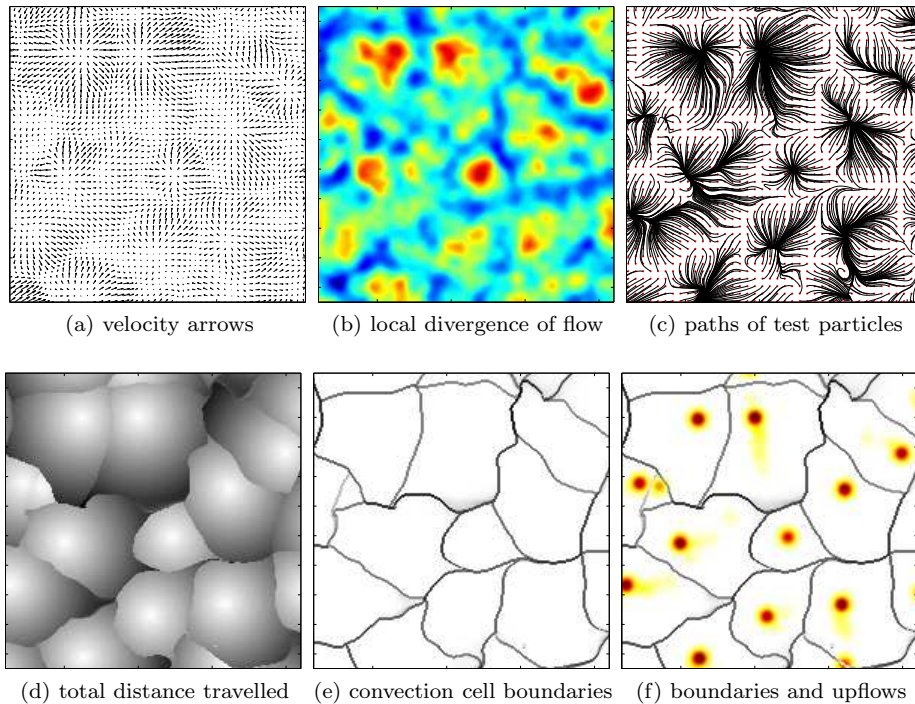 (a) velocity arrows
(b) local divergence of flow
(c) paths of test particles
(d) total distance travelled
(e) convection cell boundaries
(f) boundaries and upflows